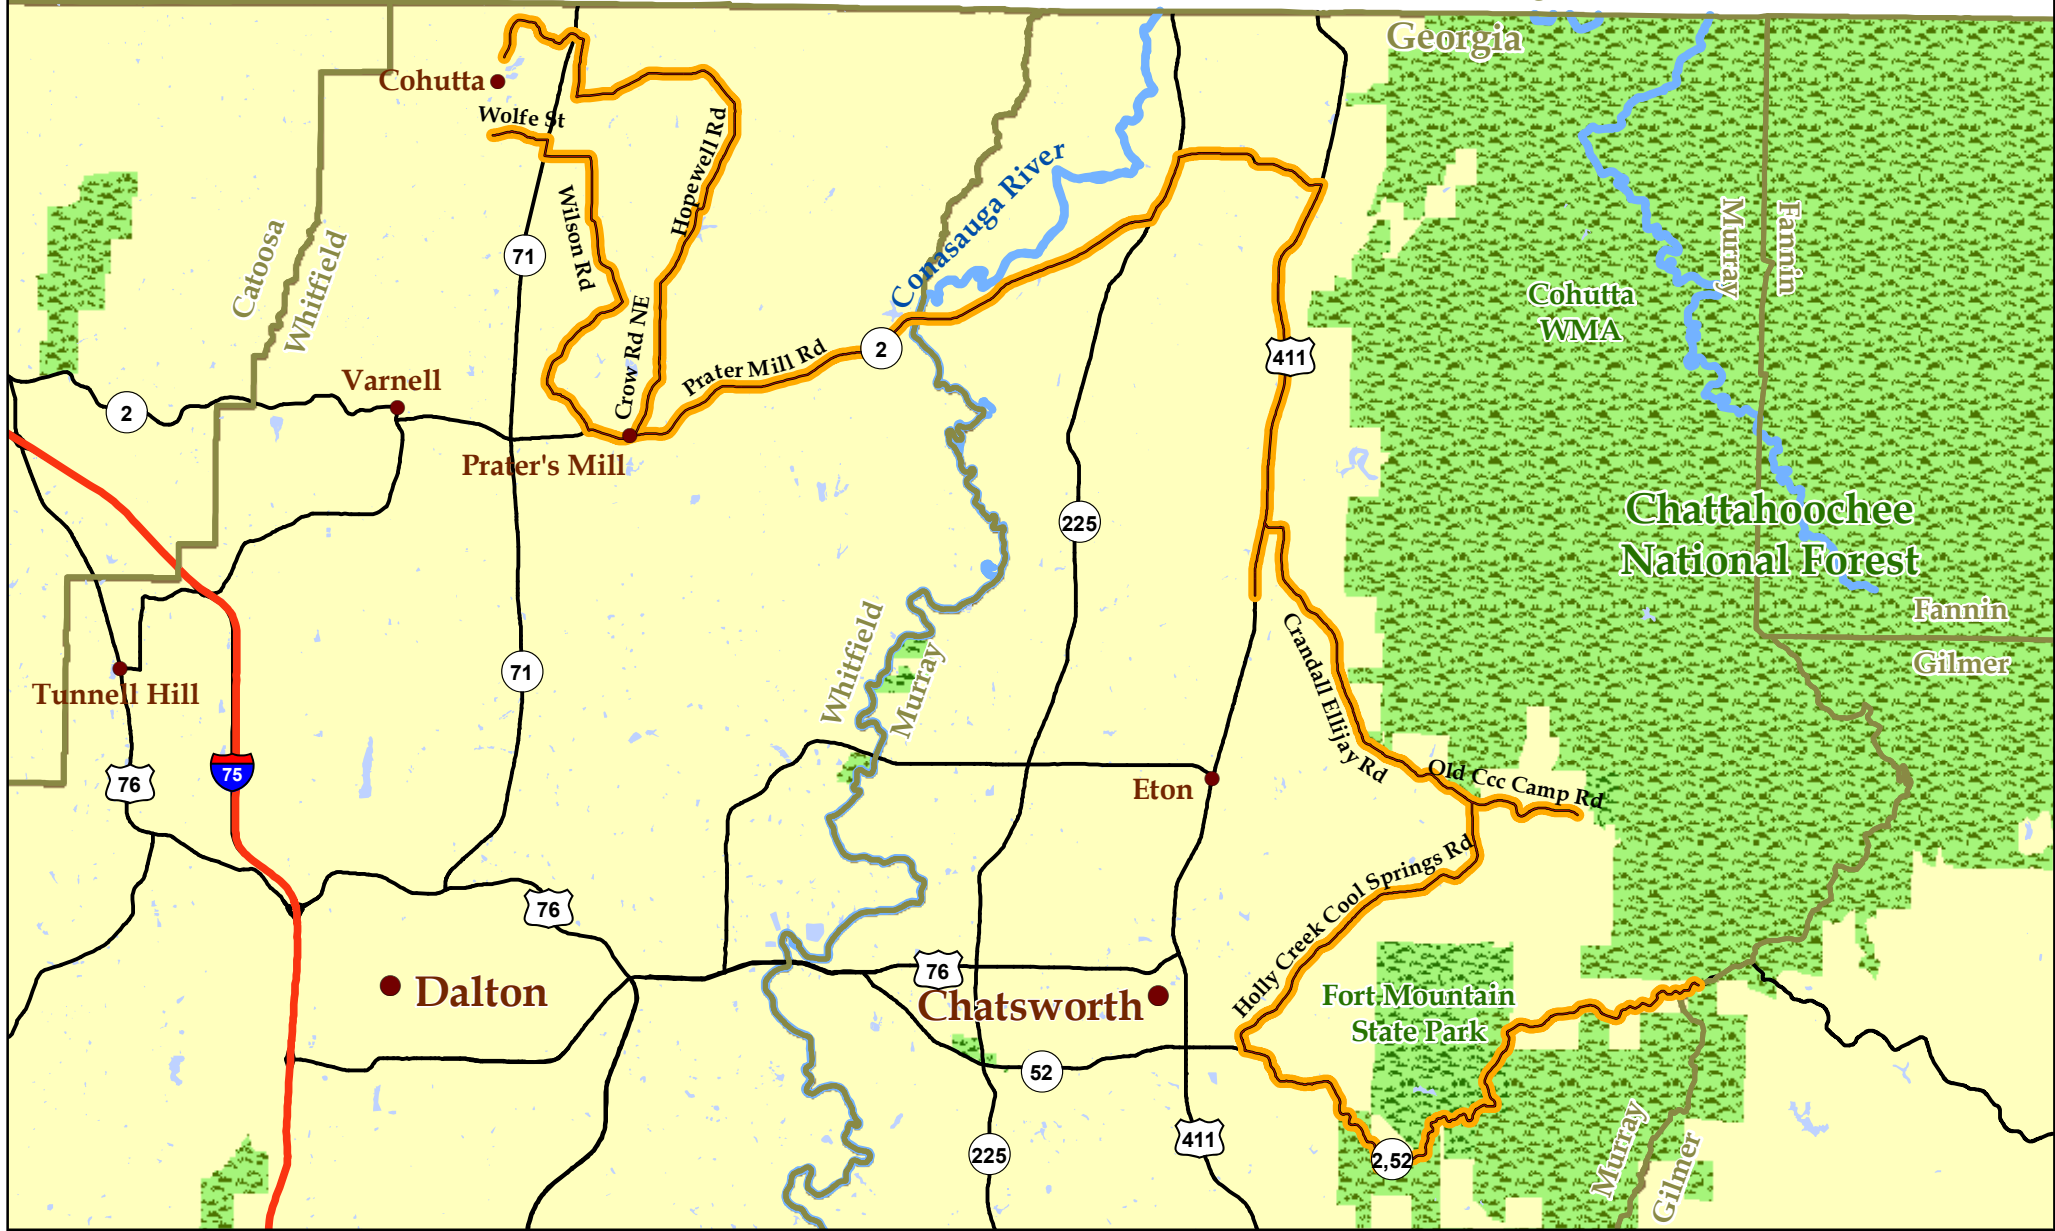 Georgia
Cohutta
Wolfe St
Hopewell Rd
Conasauga River
Wilson Rd
71
Catoosa
Whitfield
Murray
Fannin
Cohutta
WMA
Crow Rd NE
Prater Mill Rd
2
411
Varnell
2
Prater's Mill
225
Chattahoochee
National Forest
Fannin
Gilmer
Whitfield
Murray
Crandall Ellijay Rd
71
Tunnell Hill
76
75
Eton
Old Ccc Camp Rd
Holly Creek Cool Springs Rd
76
76
Dalton
Chatsworth
Fort Mountain
State Park
52
411
225
2,52
Murray
Gilmer